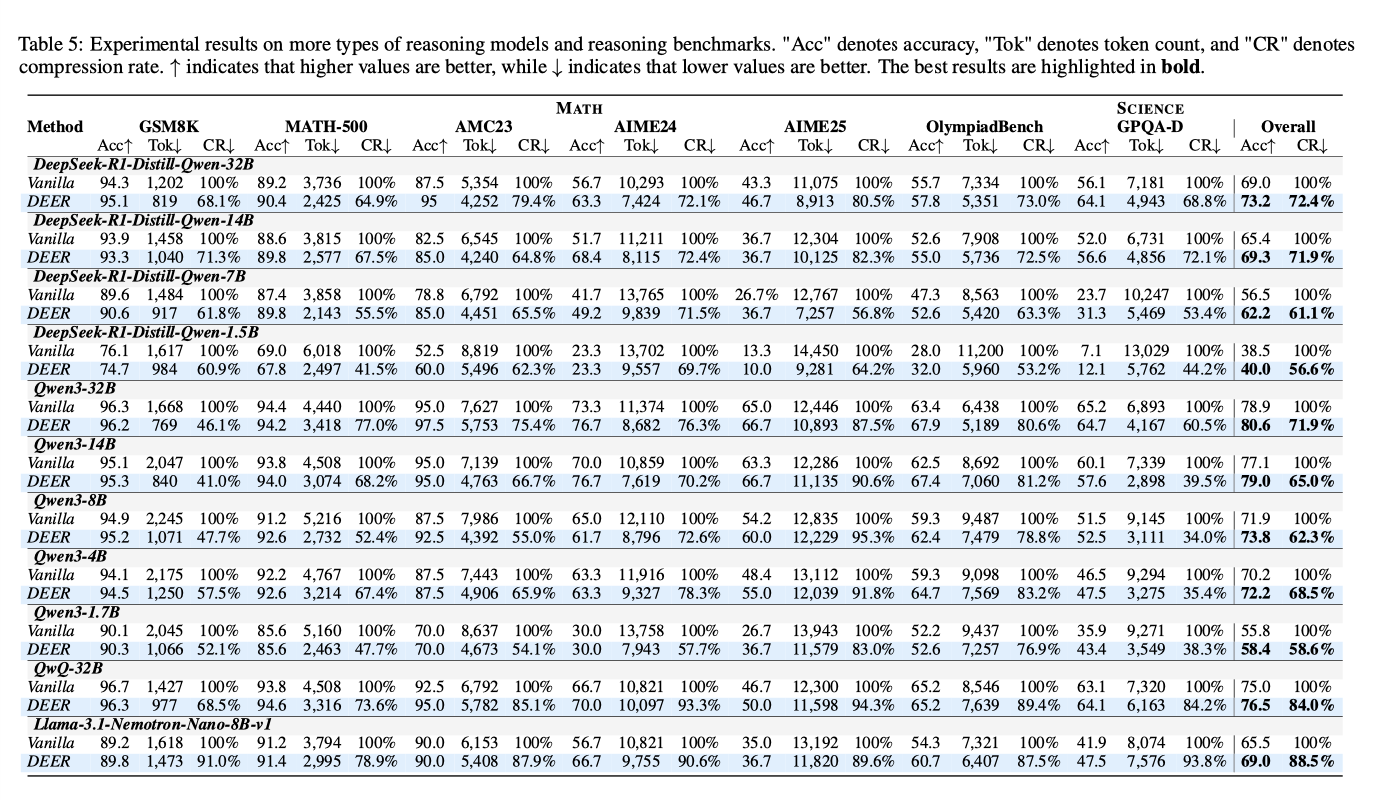 Table 5: Experimental results on more types of reasoning models and reasoning benchmarks. "Acc" denotes accuracy, "Tok" denotes token count, and "CR" denotes
compression rate. ↑ indicates that higher values are better, while ↓ indicates that lower values are better. The best results are highlighted in bold.
MATH SCIENCE
Method GSM8K MATH-500 AMC23 AIME24 AIME25 OlympiadBench GPQA-D Overall
Acc↑ Tok↓ CR↓ Acc↑ Tok↓ CR↓ Acc↑ Tok↓ CR↓ Acc↑ Tok↓ CR↓ Acc↑ Tok↓ CR↓ Acc↑ Tok↓ CR↓ Acc↑ Tok↓ CR↓ Acc↑ CR↓
DeepSeek-R1-Distill-Qwen-32B
Vanilla 94.3 1,202 100% 89.2 3,736 100% 87.5 5,354 100% 56.7 10,293 100% 43.3 11,075 100% 55.7 7,334 100% 56.1 7,181 100% 69.0 100%
DEER 95.1 819 68.1% 90.4 2,425 64.9% 95 4,252 79.4% 63.3 7,424 72.1% 46.7 8,913 80.5% 57.8 5,351 73.0% 64.1 4,943 68.8% 73.2 72.4%
DeepSeek-R1-Distill-Qwen-14B
Vanilla 93.9 1,458 100% 88.6 3,815 100% 82.5 6,545 100% 51.7 11,211 100% 36.7 12,304 100% 52.6 7,908 100% 52.0 6,731 100% 65.4 100%
DEER 93.3 1,040 71.3% 89.8 2,577 67.5% 85.0 4,240 64.8% 68.4 8,115 72.4% 36.7 10,125 82.3% 55.0 5,736 72.5% 56.6 4,856 72.1% 69.3 71.9%
DeepSeek-R1-Distill-Qwen-7B
Vanilla 89.6 1,484 100% 87.4 3,858 100% 78.8 6,792 100% 41.7 13,765 100% 26.7% 12,767 100% 47.3 8,563 100% 23.7 10,247 100% 56.5 100%
DEER 90.6 917 61.8% 89.8 2,143 55.5% 85.0 4,451 65.5% 49.2 9,839 71.5% 36.7 7,257 56.8% 52.6 5,420 63.3% 31.3 5,469 53.4% 62.2 61.1%
DeepSeek-R1-Distill-Qwen-1.5B
Vanilla 76.1 1,617 100% 69.0 6,018 100% 52.5 8,819 100% 23.3 13,702 100% 13.3 14,450 100% 28.0 11,200 100% 7.1 13,029 100% 38.5 100%
DEER 74.7 984 60.9% 67.8 2,497 41.5% 60.0 5,496 62.3% 23.3 9,557 69.7% 10.0 9,281 64.2% 32.0 5,960 53.2% 12.1 5,762 44.2% 40.0 56.6%
Qwen3-32B
Vanilla 96.3 1,668 100% 94.4 4,440 100% 95.0 7,627 100% 73.3 11,374 100% 65.0 12,446 100% 63.4 6,438 100% 65.2 6,893 100% 78.9 100%
DEER 96.2 769 46.1% 94.2 3,418 77.0% 97.5 5,753 75.4% 76.7 8,682 76.3% 66.7 10,893 87.5% 67.9 5,189 80.6% 64.7 4,167 60.5% 80.6 71.9%
Qwen3-14B
Vanilla 95.1 2,047 100% 93.8 4,508 100% 95.0 7,139 100% 70.0 10,859 100% 63.3 12,286 100% 62.5 8,692 100% 60.1 7,339 100% 77.1 100%
DEER 95.3 840 41.0% 94.0 3,074 68.2% 95.0 4,763 66.7% 76.7 7,619 70.2% 66.7 11,135 90.6% 67.4 7,060 81.2% 57.6 2,898 39.5% 79.0 65.0%
Qwen3-8B
Vanilla 94.9 2,245 100% 91.2 5,216 100% 87.5 7,986 100% 65.0 12,110 100% 54.2 12,835 100% 59.3 9,487 100% 51.5 9,145 100% 71.9 100%
DEER 95.2 1,071 47.7% 92.6 2,732 52.4% 92.5 4,392 55.0% 61.7 8,796 72.6% 60.0 12,229 95.3% 62.4 7,479 78.8% 52.5 3,111 34.0% 73.8 62.3%
Qwen3-4B
Vanilla 94.1 2,175 100% 92.2 4,767 100% 87.5 7,443 100% 63.3 11,916 100% 48.4 13,112 100% 59.3 9,098 100% 46.5 9,294 100% 70.2 100%
DEER 94.5 1,250 57.5% 92.6 3,214 67.4% 87.5 4,906 65.9% 63.3 9,327 78.3% 55.0 12,039 91.8% 64.7 7,569 83.2% 47.5 3,275 35.4% 72.2 68.5%
Qwen3-1.7B
Vanilla 90.1 2,045 100% 85.6 5,160 100% 70.0 8,637 100% 30.0 13,758 100% 26.7 13,943 100% 52.2 9,437 100% 35.9 9,271 100% 55.8 100%
DEER 90.3 1,066 52.1% 85.6 2,463 47.7% 70.0 4,673 54.1% 30.0 7,943 57.7% 36.7 11,579 83.0% 52.6 7,257 76.9% 43.4 3,549 38.3% 58.4 58.6%
QwQ-32B
Vanilla 96.7 1,427 100% 93.8 4,508 100% 92.5 6,792 100% 66.7 10,821 100% 46.7 12,300 100% 65.2 8,546 100% 63.1 7,320 100% 75.0 100%
DEER 96.3 977 68.5% 94.6 3,316 73.6% 95.0 5,782 85.1% 70.0 10,097 93.3% 50.0 11,598 94.3% 65.2 7,639 89.4% 64.1 6,163 84.2% 76.5 84.0%
Llama-3.1-Nemotron-Nano-8B-v1
Vanilla 89.2 1,618 100% 91.2 3,794 100% 90.0 6,153 100% 56.7 10,821 100% 35.0 13,192 100% 54.3 7,321 100% 41.9 8,074 100% 65.5 100%
DEER 89.8 1,473 91.0% 91.4 2,995 78.9% 90.0 5,408 87.9% 66.7 9,755 90.6% 36.7 11,820 89.6% 60.7 6,407 87.5% 47.5 7,576 93.8% 69.0 88.5%